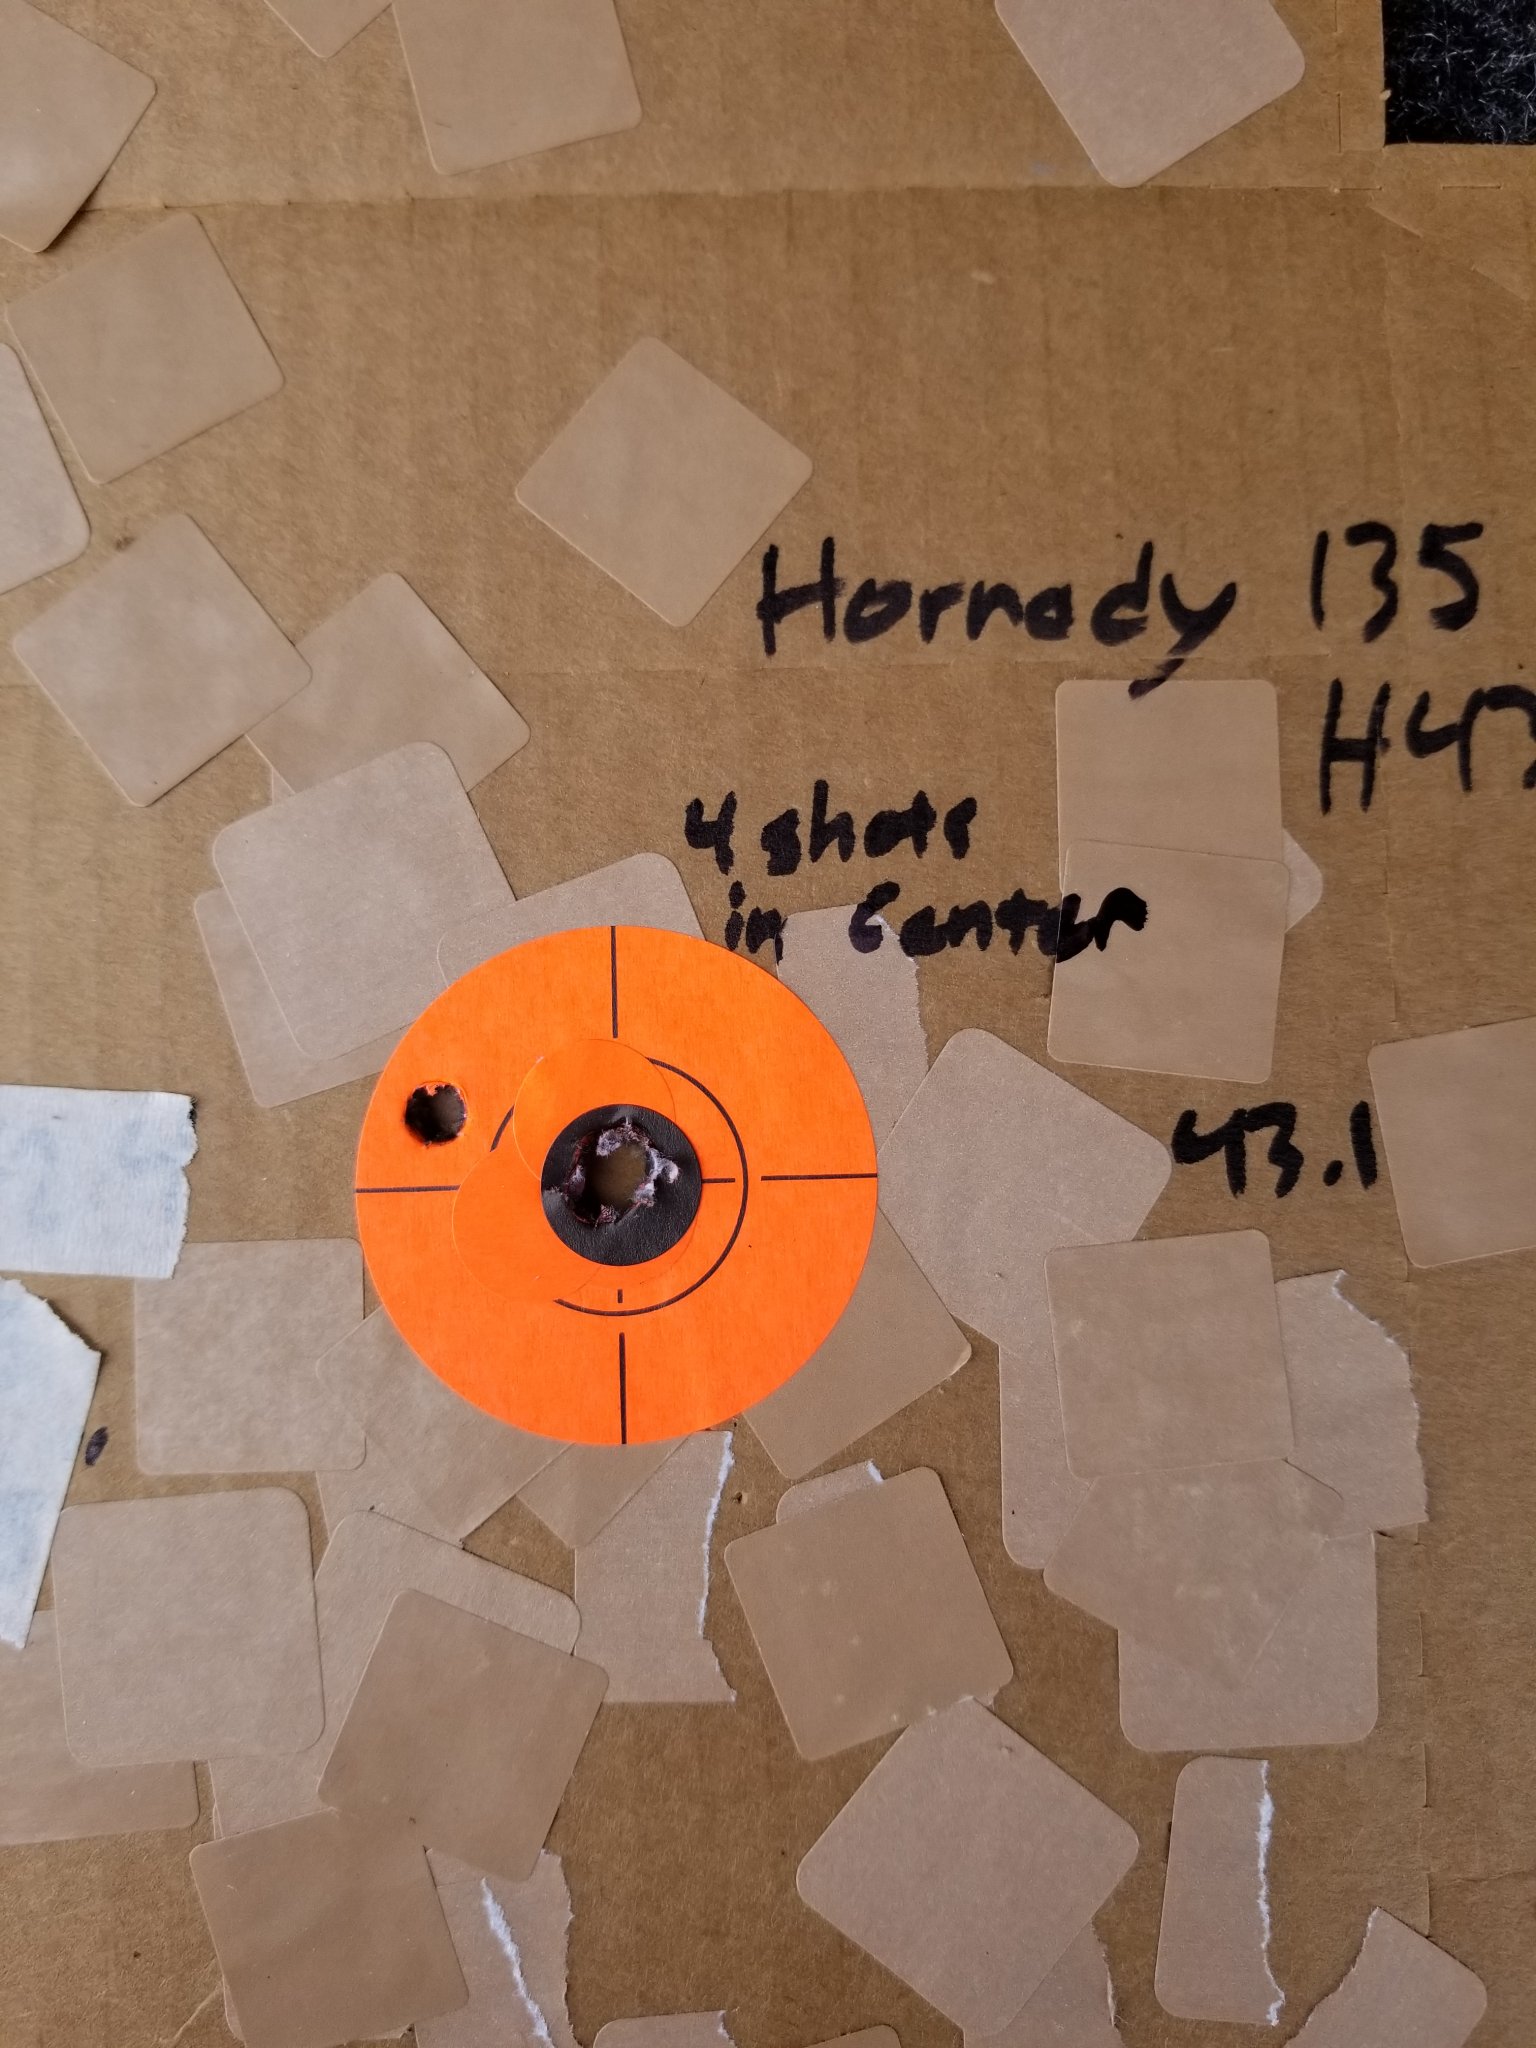 Hornady 135
4 shots
in Center
43.1